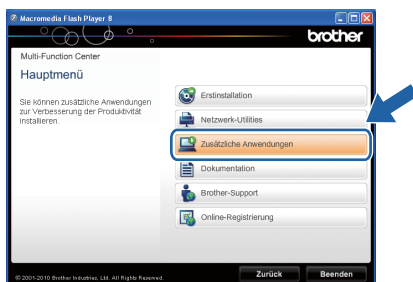 Macromedia Flash Player 8
brother
Multi-Function Center
Hauptmenü
Sie können zusätzliche Anwendungen
zur Verbesserung der Produktivität
installieren.
Erstinstallation
Netzwerk-Utilities
Zusätzliche Anwendungen
Dokumentation
Brother-Support
Online-Registrierung
© 2001-2010 Brother Industries, Ltd. All Rights Reserved.
Zurück
Beenden